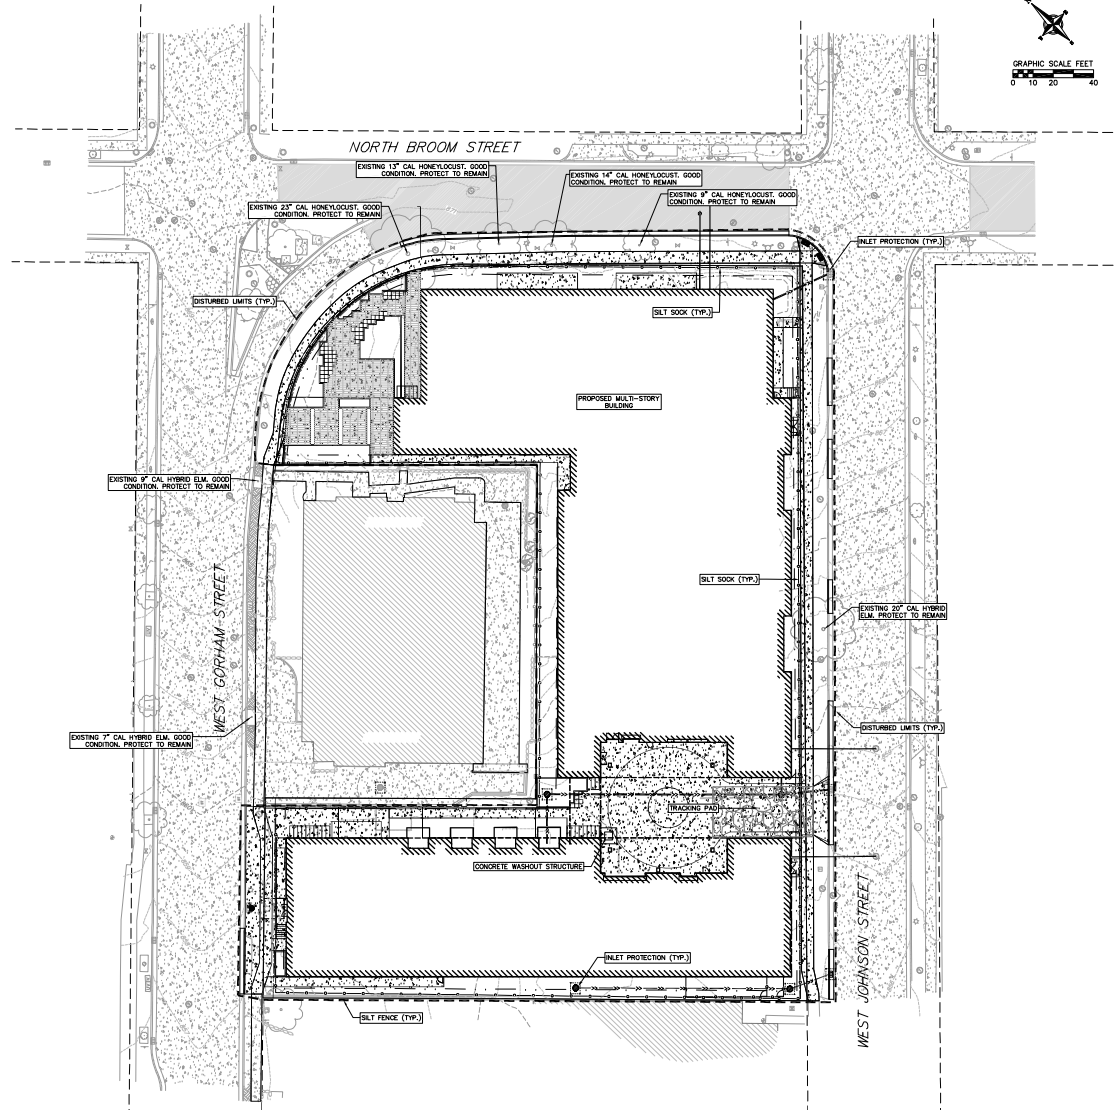 GRAPHIC SCALE FEET
0 10 20 40
NORTH BROOM STREET
EXISTING 13" CAL HONEYLOCUST. GOOD
CONDITION. PROTECT TO REMAIN
EXISTING 14" CAL HONEYLOCUST. GOOD
CONDITION. PROTECT TO REMAIN
EXISTING 9" CAL HONEYLOCUST. GOOD
CONDITION. PROTECT TO REMAIN
EXISTING 23" CAL HONEYLOCUST. GOOD
CONDITION. PROTECT TO REMAIN
INLET PROTECTION (TYP.)
DISTURBED LIMITS (TYP.)
SILT SOCK (TYP.)
PROPOSED MULTI-STORY
BUILDING
EXISTING 9" CAL HYBRID ELM. GOOD
CONDITION. PROTECT TO REMAIN
SILT SOCK (TYP.)
WEST GORHAM STREET
EXISTING 20" CAL HYBRID
ELM. PROTECT TO REMAIN
EXISTING 7" CAL HYBRID ELM. GOOD
CONDITION. PROTECT TO REMAIN
DISTURBED LIMITS (TYP.)
TRACKING PAD
CONCRETE WASHOUT STRUCTURE
WEST JOHNSON STREET
INLET PROTECTION (TYP.)
SILT FENCE (TYP.)